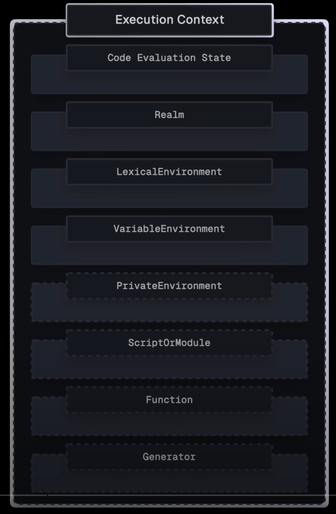 Execution Context
Code Evaluation State
Realm
LexicalEnvironment
VariableEnvironment
PrivateEnvironment
ScriptOrModule
Function
Generator